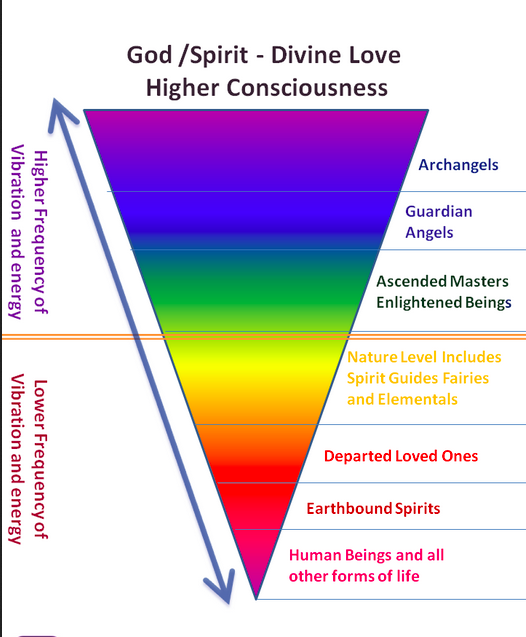 God /Spirit - Divine Love
Higher Consciousness
Higher Frequency of
Vibration and energy
Archangels
Guardian
Angels
Ascended Masters
Enlightened Beings
Nature Level Includes
Spirit Guides Fairies
and Elementals
Lower Frequency of
Vibration and energy
Departed Loved Ones
Earthbound Spirits
Human Beings and all
other forms of life